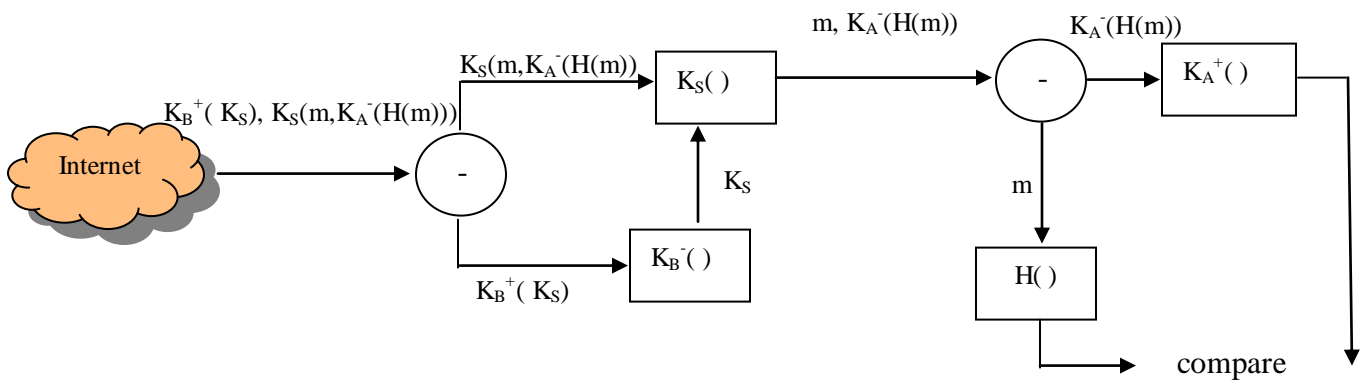 m, K_A^-(H(m))
K_A^-(H(m))
K_S(m,K_A^-(H(m))
K_S( )
-
K_A^+( )
K_B^+( K_S), K_S(m,K_A^-(H(m)))
Internet
-
K_S
m
K_B^-( )
H( )
K_B^+( K_S)
compare